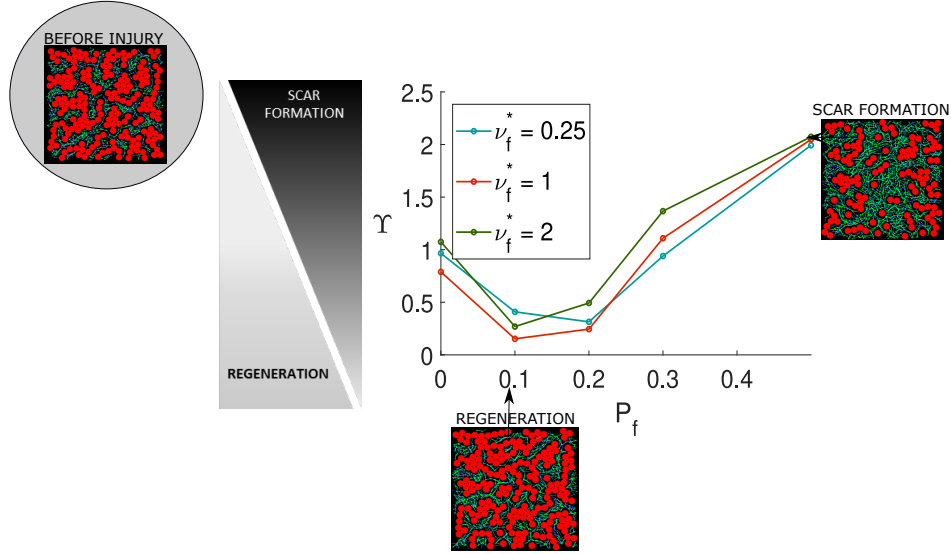 BEFORE INJURY
SCAR
FORMATION
REGENERATION
ϒ
2.5
2
1.5
1
0.5
0
ν*f = 0.25
ν*f = 1
ν*f = 2
0 0.1 0.2 0.3 0.4
Pf
SCAR FORMATION
REGENERATION